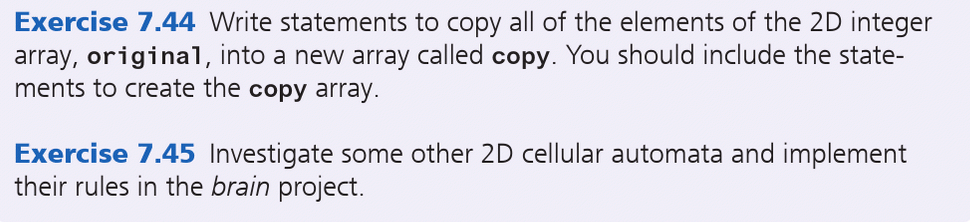 Exercise 7.44 Write statements to copy all of the elements of the 2D integer
array, original, into a new array called copy. You should include the state-
ments to create the copy array.
Exercise 7.45 Investigate some other 2D cellular automata and implement
their rules in the brain project.